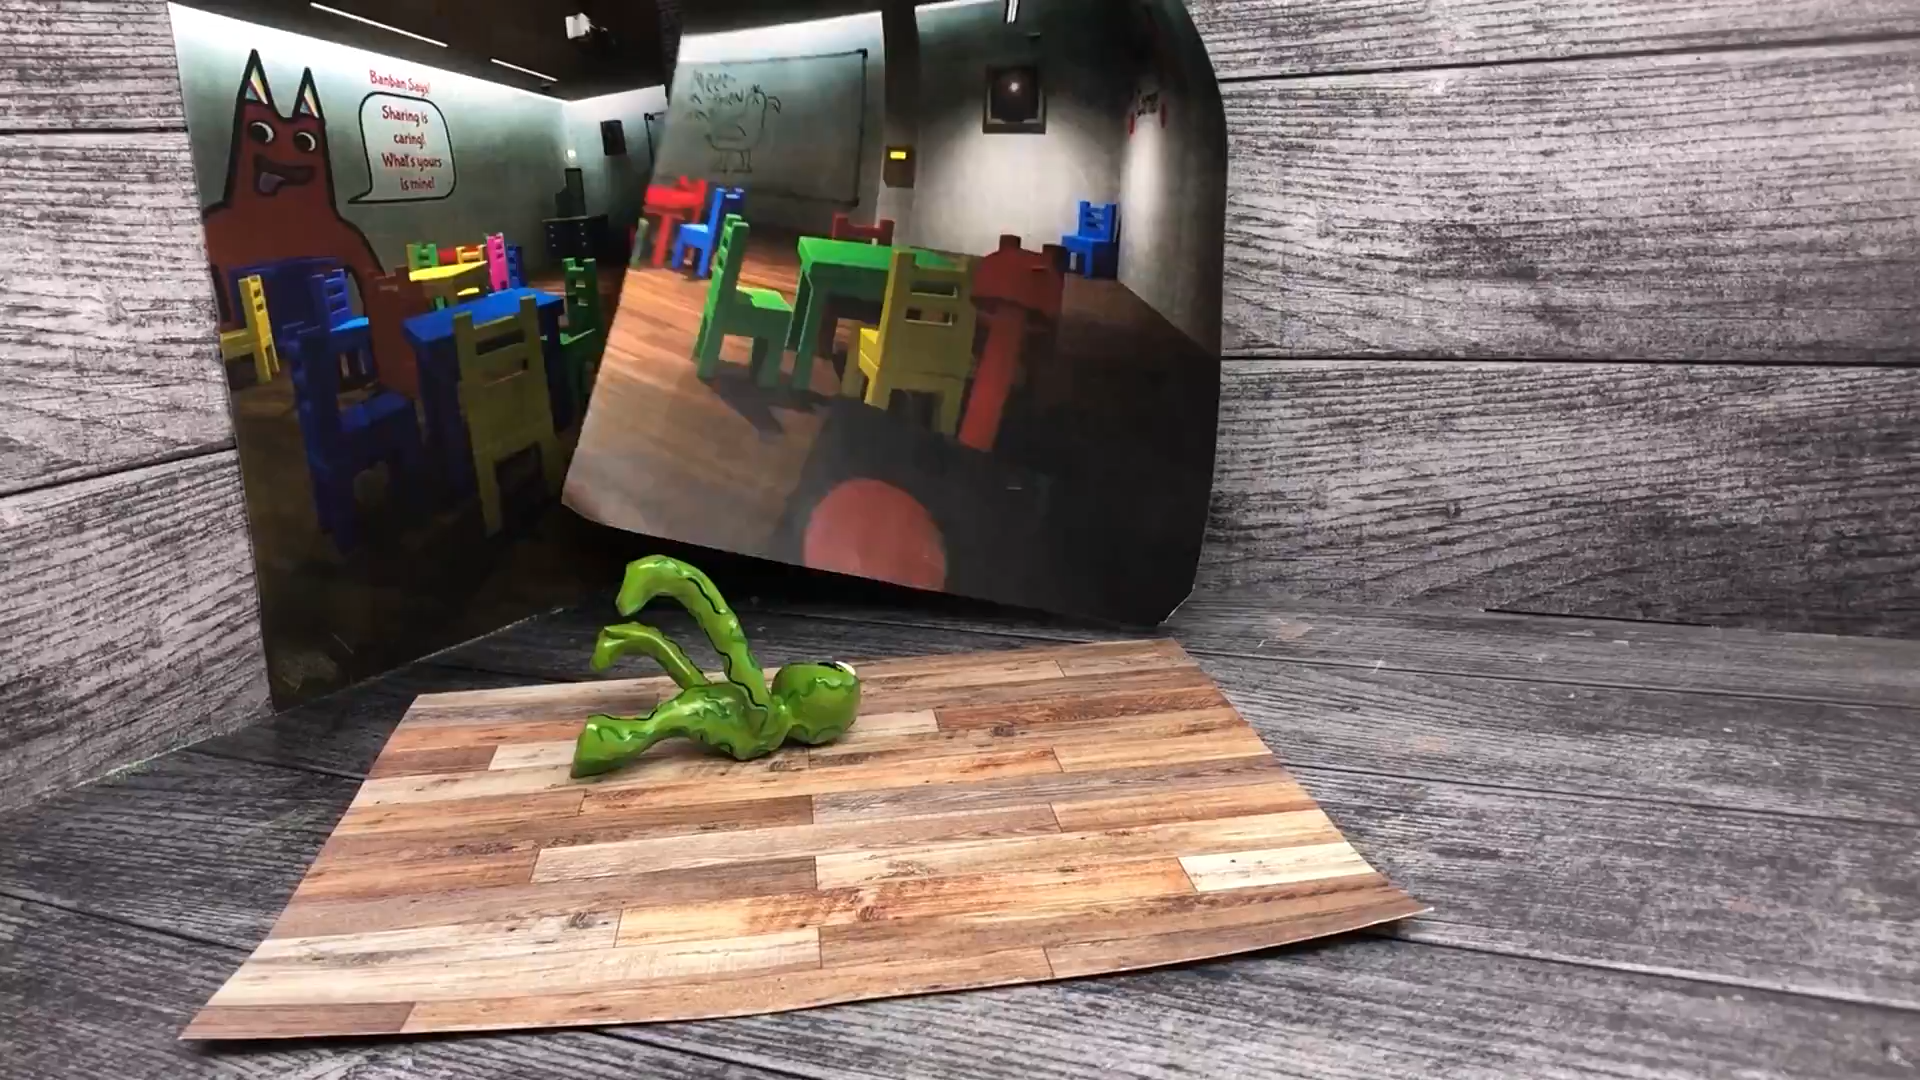 Banban Says!
Sharing is
caring!
What's yours
is mine!